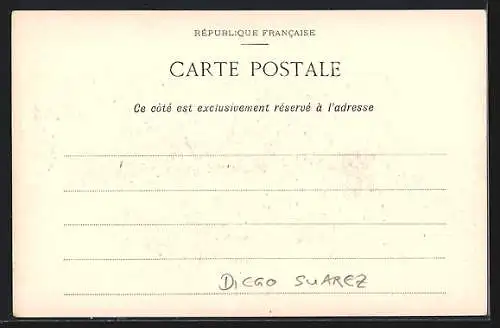 RÉPUBLIQUE FRANÇAISE
CARTE POSTALE
Ce côté est exclusivement réservé à l'adresse
DIEGO SUAREZ